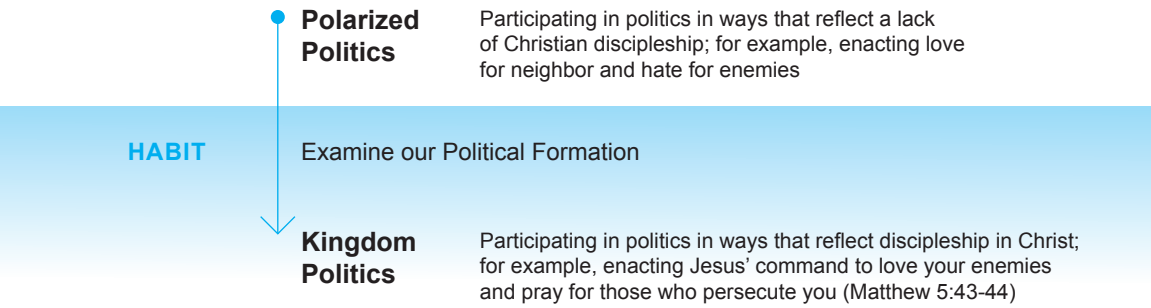 Polarized
Politics
Participating in politics in ways that reflect a lack
of Christian discipleship; for example, enacting love
for neighbor and hate for enemies
HABIT
Examine our Political Formation
Kingdom
Politics
Participating in politics in ways that reflect discipleship in Christ;
for example, enacting Jesus’ command to love your enemies
and pray for those who persecute you (Matthew 5:43-44)